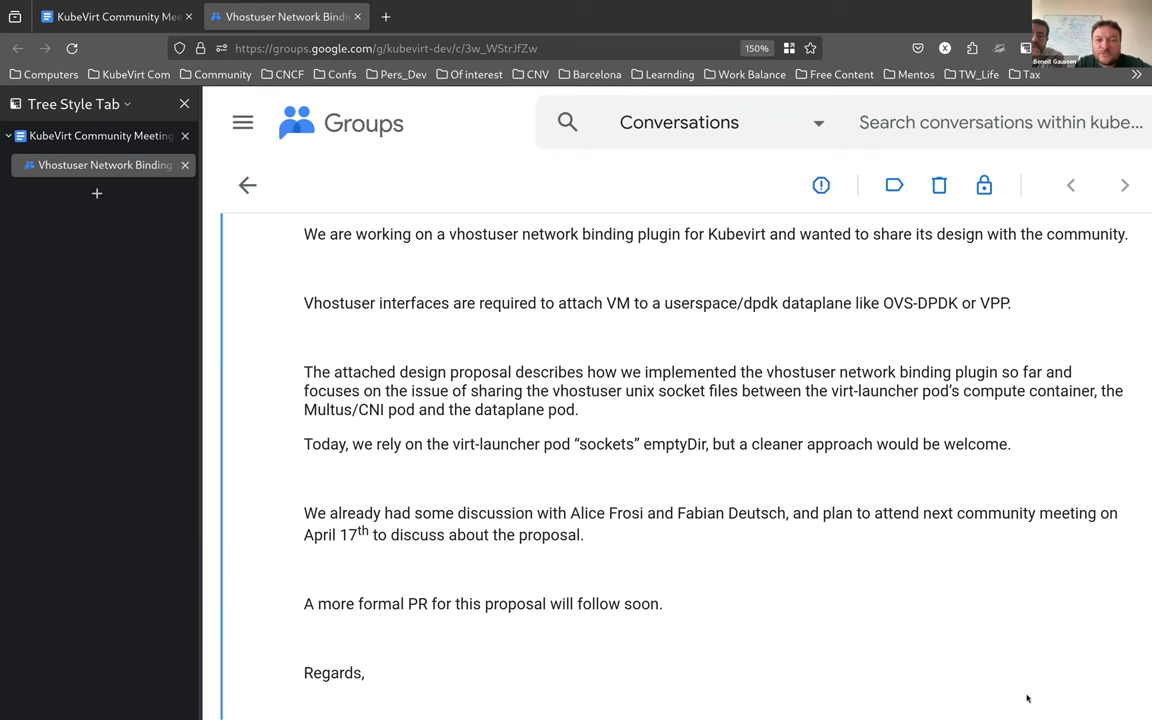 KubeVirt Community Mee
Vhostuser Network Bindi
https://groups.google.com/g/kubevirt-dev/c/3w_WStrJfZw
150%
Benoit Gaussen
Computers
KubeVirt Com
Community
CNCF
Confs
Pers_Dev
Of interest
CNV
Barcelona
Learnding
Work Balance
Free Content
Mentos
TW_Life
Tax
Tree Style Tab
KubeVirt Community Meeting
Vhostuser Network Binding
Groups
Conversations
Search conversations within kube...
We are working on a vhostuser network binding plugin for Kubevirt and wanted to share its design with the community.
Vhostuser interfaces are required to attach VM to a userspace/dpdk dataplane like OVS-DPDK or VPP.
The attached design proposal describes how we implemented the vhostuser network binding plugin so far and
focuses on the issue of sharing the vhostuser unix socket files between the virt-launcher pod’s compute container, the
Multus/CNI pod and the dataplane pod.
Today, we rely on the virt-launcher pod “sockets” emptyDir, but a cleaner approach would be welcome.
We already had some discussion with Alice Frosi and Fabian Deutsch, and plan to attend next community meeting on
April 17th to discuss about the proposal.
A more formal PR for this proposal will follow soon.
Regards,